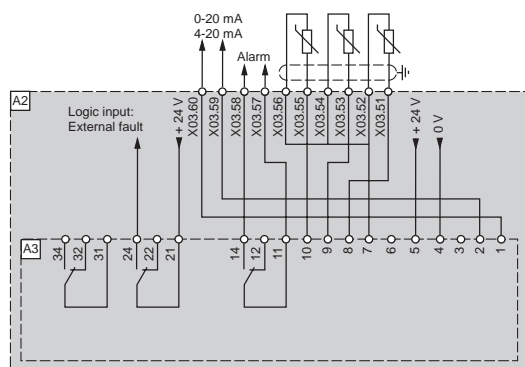 0-20 mA
4-20 mA
Alarm
A2
Logic input:
External fault
+ 24 V
X03.60
X03.59
X03.58
X03.57
X03.56
X03.55
X03.54
X03.53
X03.52
X03.51
+ 24 V
0 V
A3
34
32
31
24
22
21
14
12
11
10
9
8
7
6
5
4
3
2
1